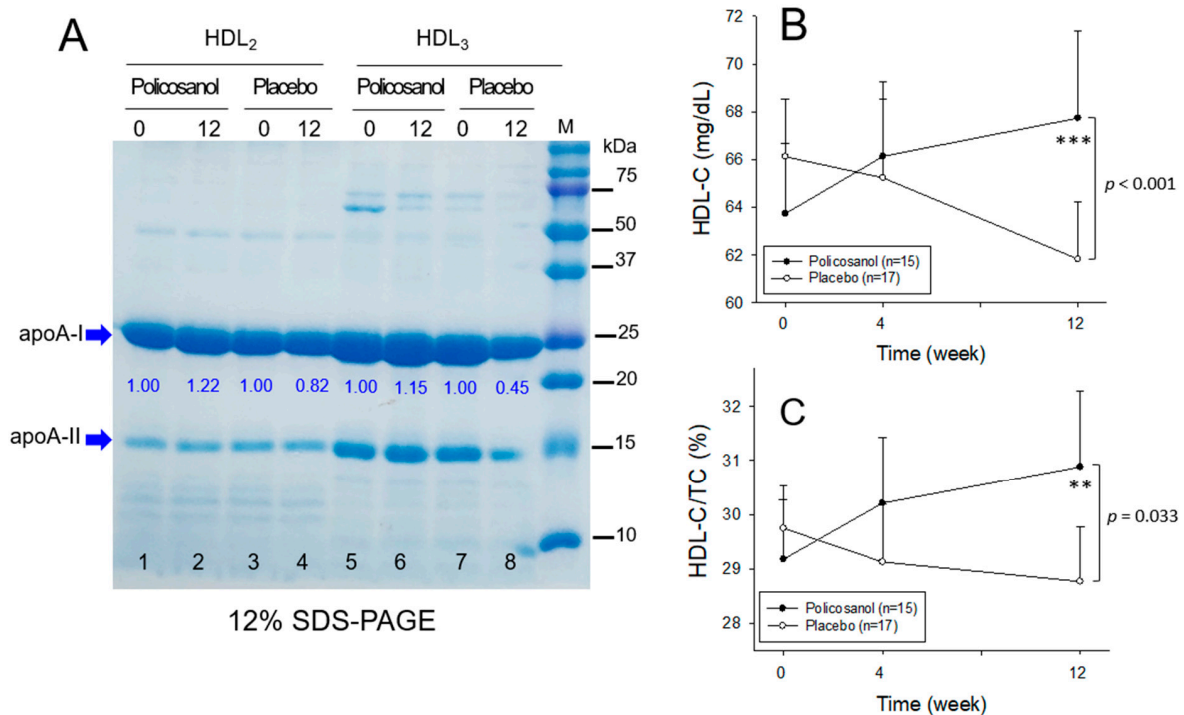 A
HDL₂ HDL₃
Policosanol Placebo Policosanol Placebo
0 12 0 12 0 12 0 12 M
kDa
75
50
37
apoA-I 25
1.00 1.22 1.00 0.82 1.00 1.15 1.00 0.45 20
apoA-II 15
10
1 2 3 4 5 6 7 8
12% SDS-PAGE
B
HDL-C (mg/dL)
72
70
68
66
64
62
60
***
p < 0.001
Policosanol (n=15)
Placebo (n=17)
0 4 12
Time (week)
C
HDL-C/TC (%)
32
31
30
29
28
**
p = 0.033
Policosanol (n=15)
Placebo (n=17)
0 4 12
Time (week)